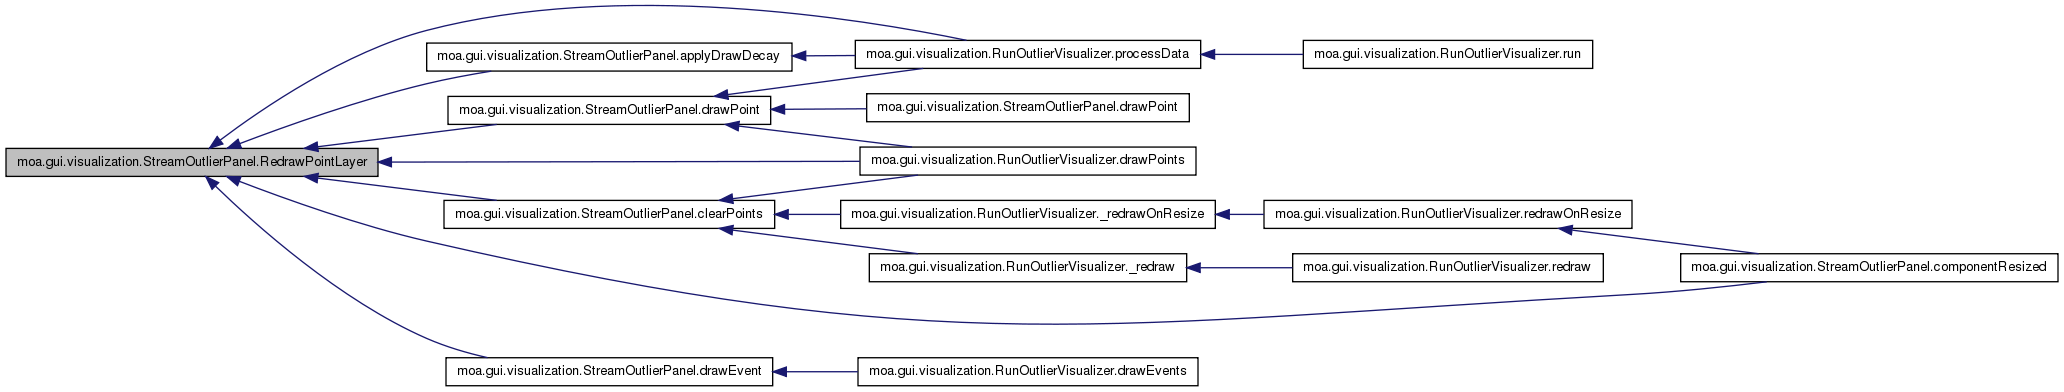 moa.gui.visualization.StreamOutlierPanel.RedrawPointLayer
moa.gui.visualization.StreamOutlierPanel.applyDrawDecay
moa.gui.visualization.StreamOutlierPanel.drawPoint
moa.gui.visualization.StreamOutlierPanel.clearPoints
moa.gui.visualization.StreamOutlierPanel.drawEvent
moa.gui.visualization.RunOutlierVisualizer.processData
moa.gui.visualization.StreamOutlierPanel.drawPoint
moa.gui.visualization.RunOutlierVisualizer.drawPoints
moa.gui.visualization.RunOutlierVisualizer._redrawOnResize
moa.gui.visualization.RunOutlierVisualizer._redraw
moa.gui.visualization.RunOutlierVisualizer.drawEvents
moa.gui.visualization.RunOutlierVisualizer.run
moa.gui.visualization.RunOutlierVisualizer.redrawOnResize
moa.gui.visualization.RunOutlierVisualizer.redraw
moa.gui.visualization.StreamOutlierPanel.componentResized